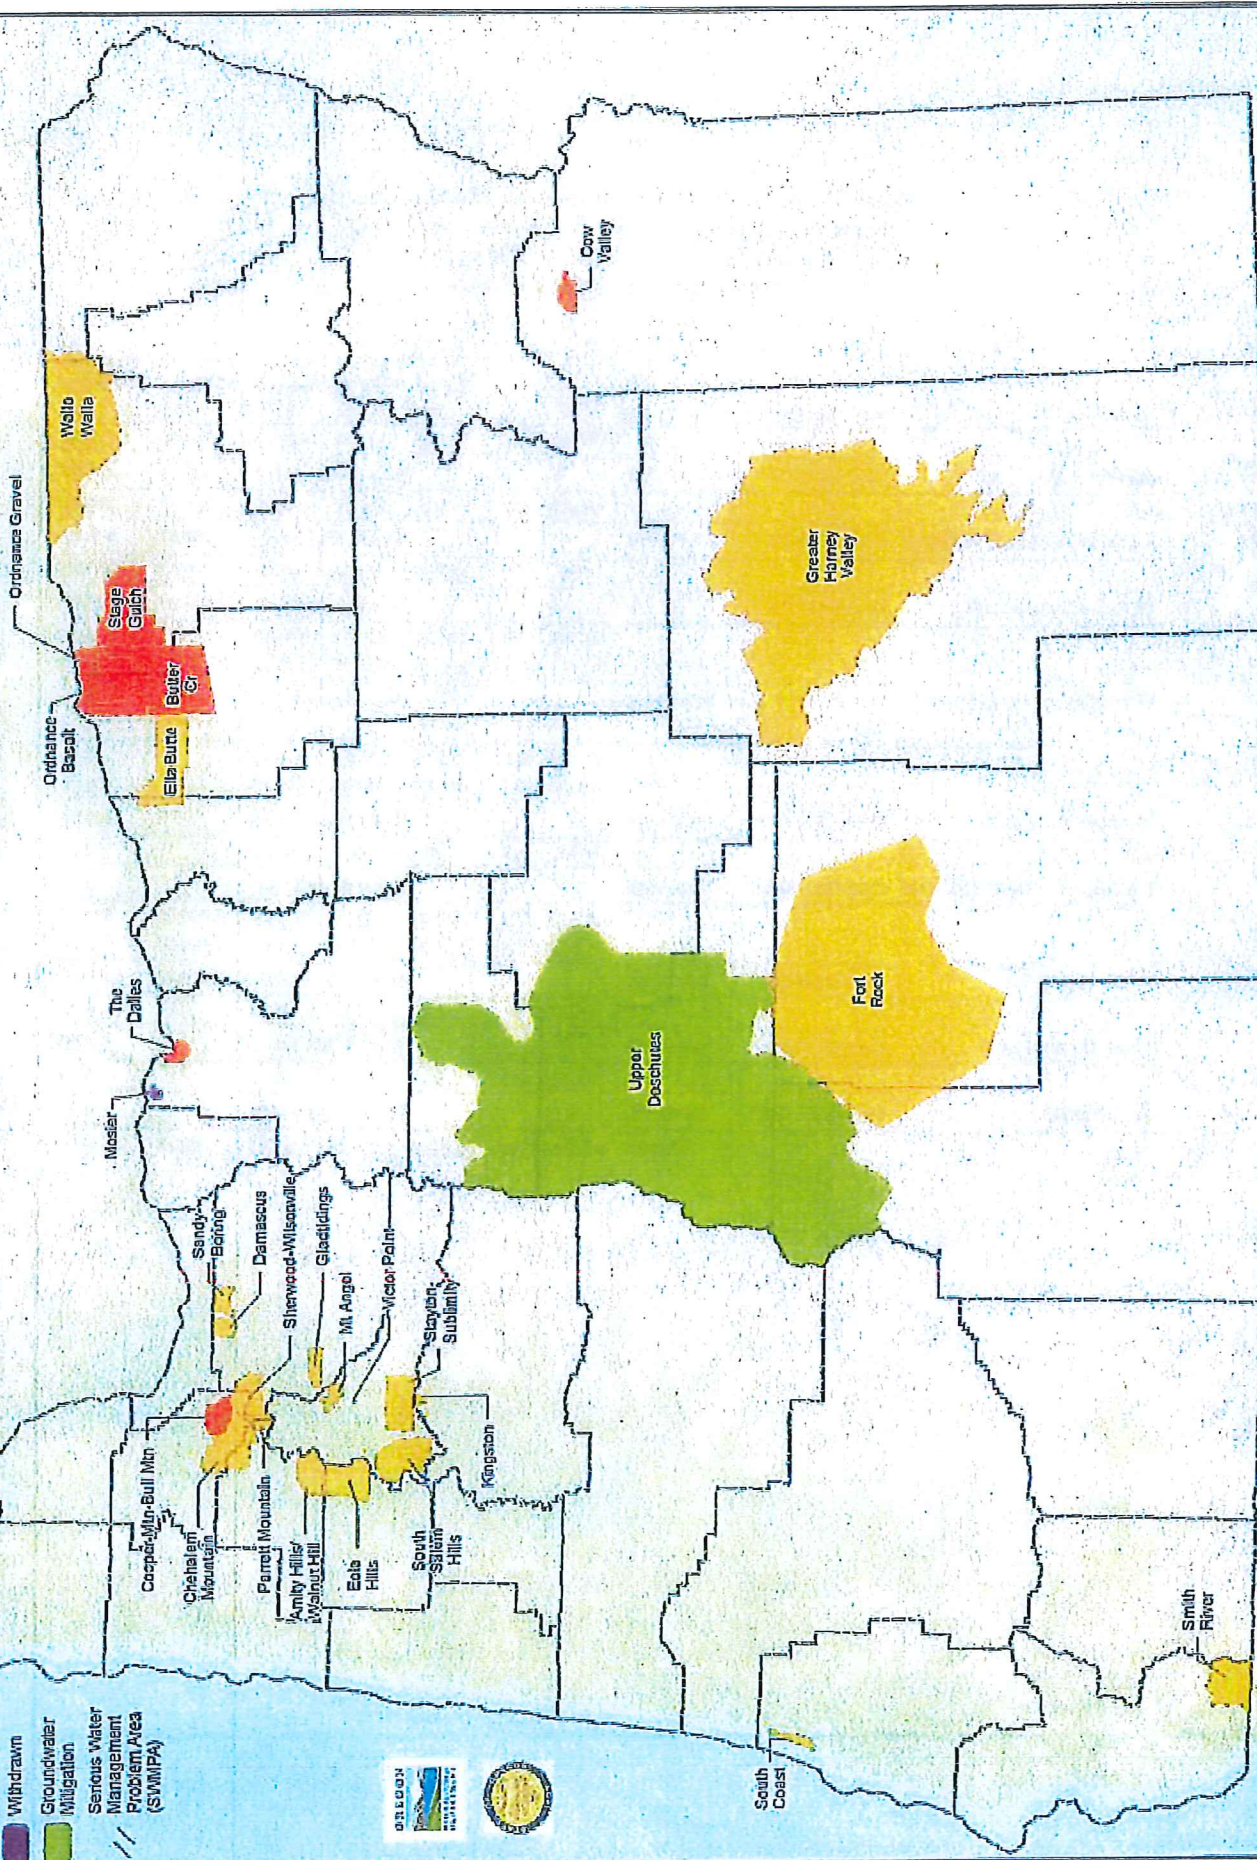 Withdrawn
Groundwater
Mitigation
Serious Water
Management
Problem Area
(SWMPA)
OREGON
Ordnance Gravel
Ordnance
Basalt
Walla
Walla
Stage
Gulch
Butter
Cr
Ella Butte
The
Dalles
Mosier
Sandy-
Boring
Damascus
Sherwood-Wilsonville
Gladtidings
Mt. Angel
Victor Point
Stayton-
Sublimity
Kingston
Cooper-Mtn-Bull Mtn
Chehalem
Mountain
Parrett Mountain
Amity Hills/
Walnut Hill
Eola
Hills
South
Salem
Hills
Cow
Valley
Greater
Harney
Valley
Upper
Deschutes
Fort
Rock
South
Coast
Smith
River